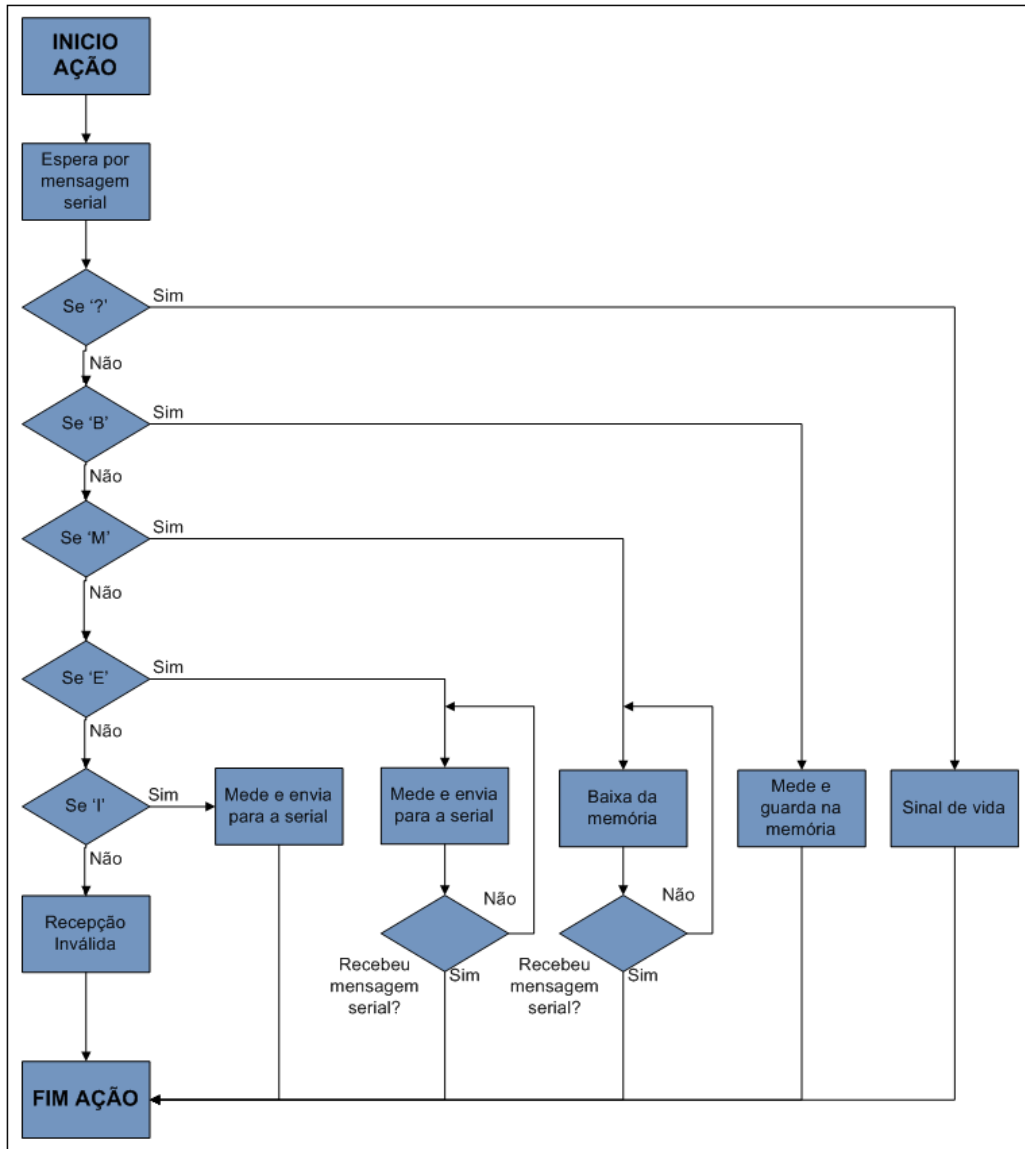 INICIO
AÇÃO
Espera por
mensagem
serial
Se ‘?’
Sim
Não
Se ‘B’
Sim
Não
Se ‘M’
Sim
Não
Se ‘E’
Sim
Não
Se ‘I’
Sim
Não
Mede e envia
para a serial
Mede e envia
para a serial
Baixa da
memória
Mede e
guarda na
memória
Sinal de vida
Recepção
Inválida
Não
Recebeu
mensagem
serial?
Sim
Não
Recebeu
mensagem
serial?
Sim
FIM AÇÃO